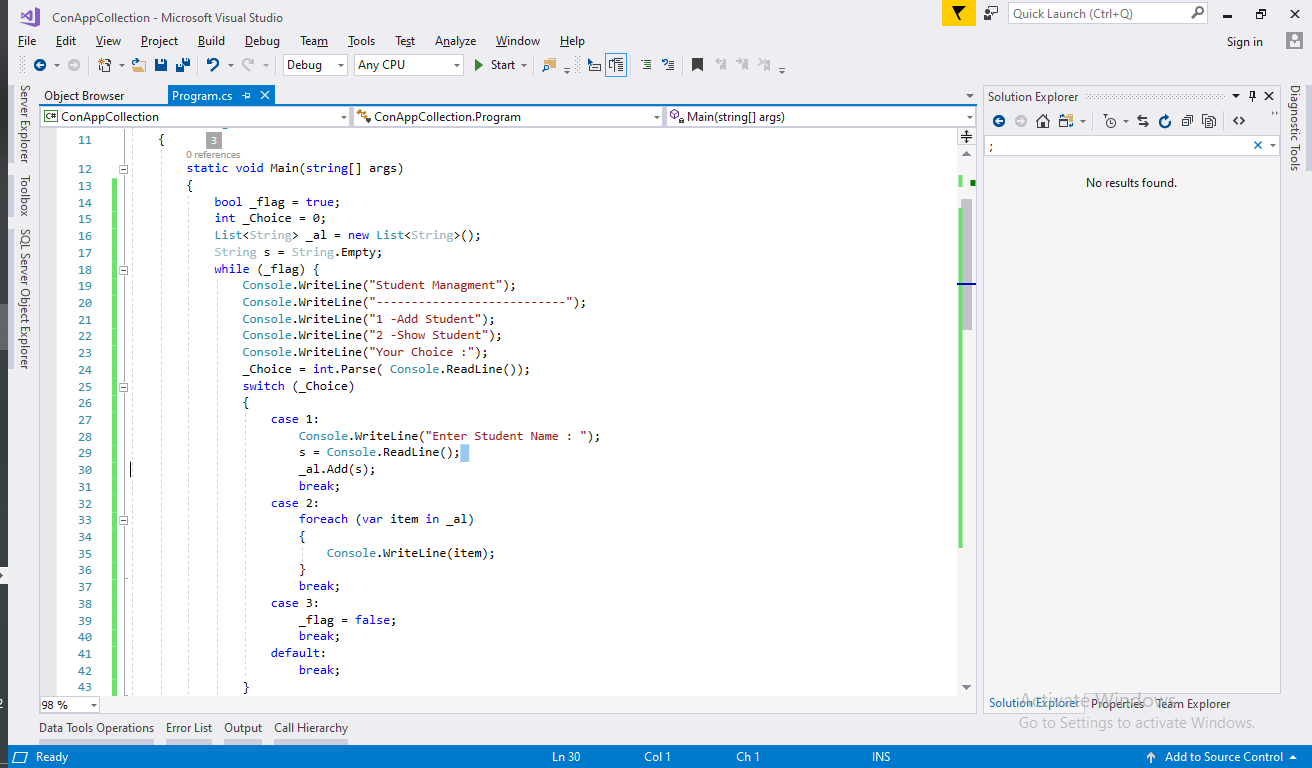 ConAppCollection - Microsoft Visual Studio
Quick Launch (Ctrl+Q)
File Edit View Project Build Debug Team Tools Test Analyze Window Help
Sign in
Debug Any CPU Start
Server Explorer
Toolbox
SQL Server Object Explorer
Object Browser Program.cs
C# ConAppCollection ConAppCollection.Program Main(string[] args)
11 {
3
0 references
12 static void Main(string[] args)
13 {
14 bool _flag = true;
15 int _Choice = 0;
16 List<String> _al = new List<String>();
17 String s = String.Empty;
18 while (_flag) {
19 Console.WriteLine("Student Managment");
20 Console.WriteLine("---------------------------");
21 Console.WriteLine("1 -Add Student");
22 Console.WriteLine("2 -Show Student");
23 Console.WriteLine("Your Choice :");
24 _Choice = int.Parse( Console.ReadLine());
25 switch (_Choice)
26 {
27 case 1:
28 Console.WriteLine("Enter Student Name : ");
29 s = Console.ReadLine();
30 _al.Add(s);
31 break;
32 case 2:
33 foreach (var item in _al)
34 {
35 Console.WriteLine(item);
36 }
37 break;
38 case 3:
39 _flag = false;
40 break;
41 default:
42 break;
43 }
98 %
Solution Explorer
;
No results found.
Diagnostic Tools
Solution Explorer Properties Team Explorer
Activate Windows
Go to Settings to activate Windows.
Data Tools Operations Error List Output Call Hierarchy
Ready Ln 30 Col 1 Ch 1 INS Add to Source Control